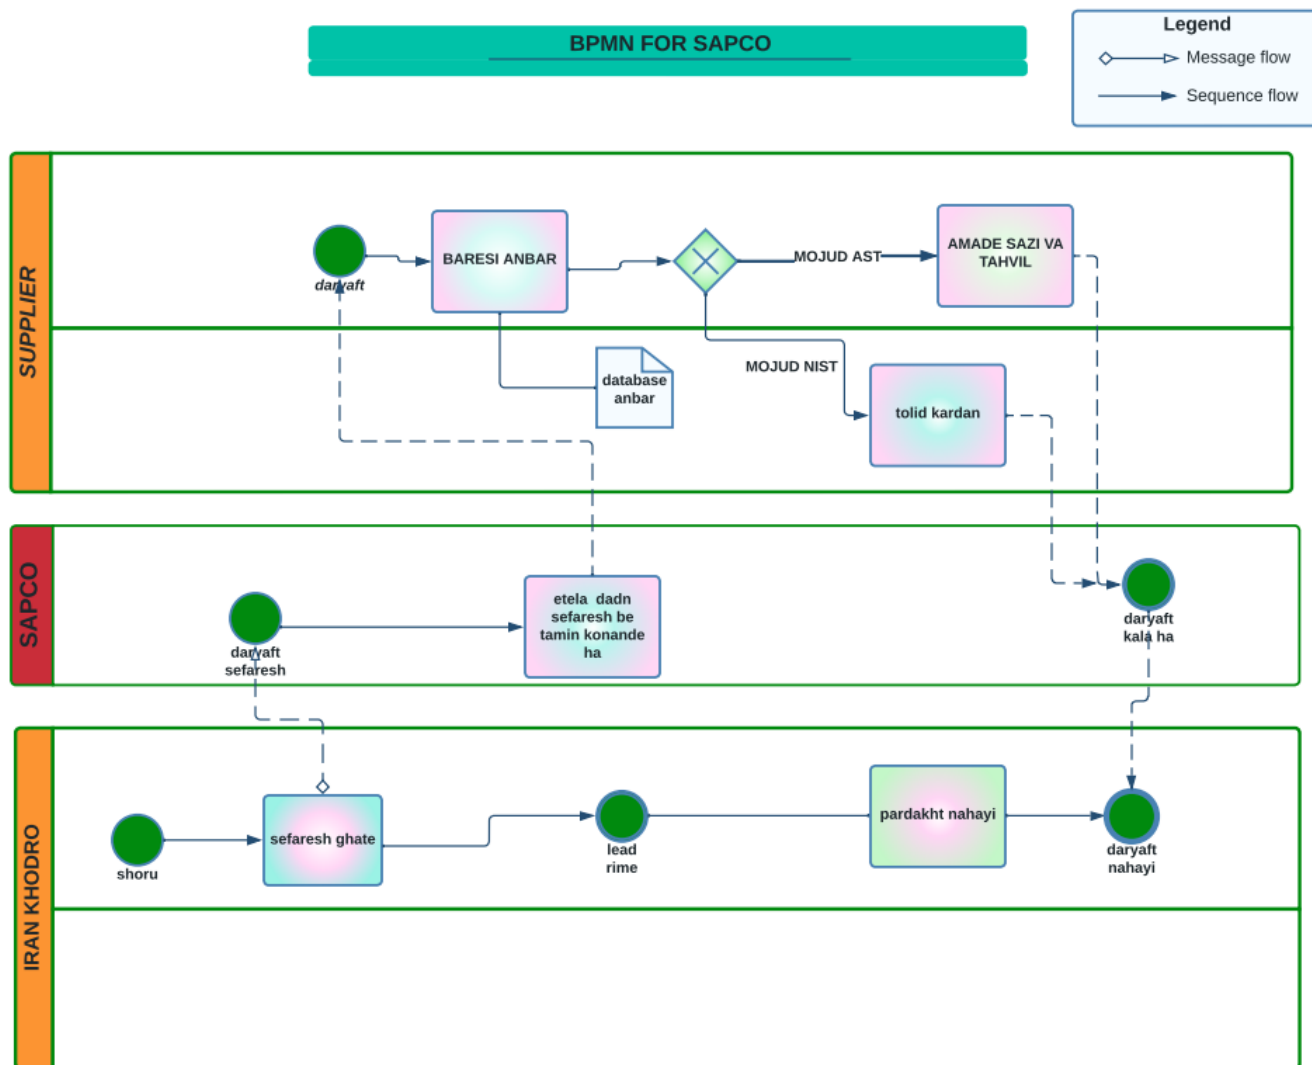 BPMN FOR SAPCO
Legend
Message flow
Sequence flow
SUPPLIER
daryaft
BARESI ANBAR
MOJUD AST
AMADE SAZI VA
TAHVIL
database
anbar
MOJUD NIST
tolid kardan
SAPCO
daryaft
sefaresh
etela dadn
sefaresh be
tamin konande
ha
daryaft
kala ha
IRAN KHODRO
shoru
sefaresh ghate
lead
rime
pardakht nahayi
daryaft
nahayi